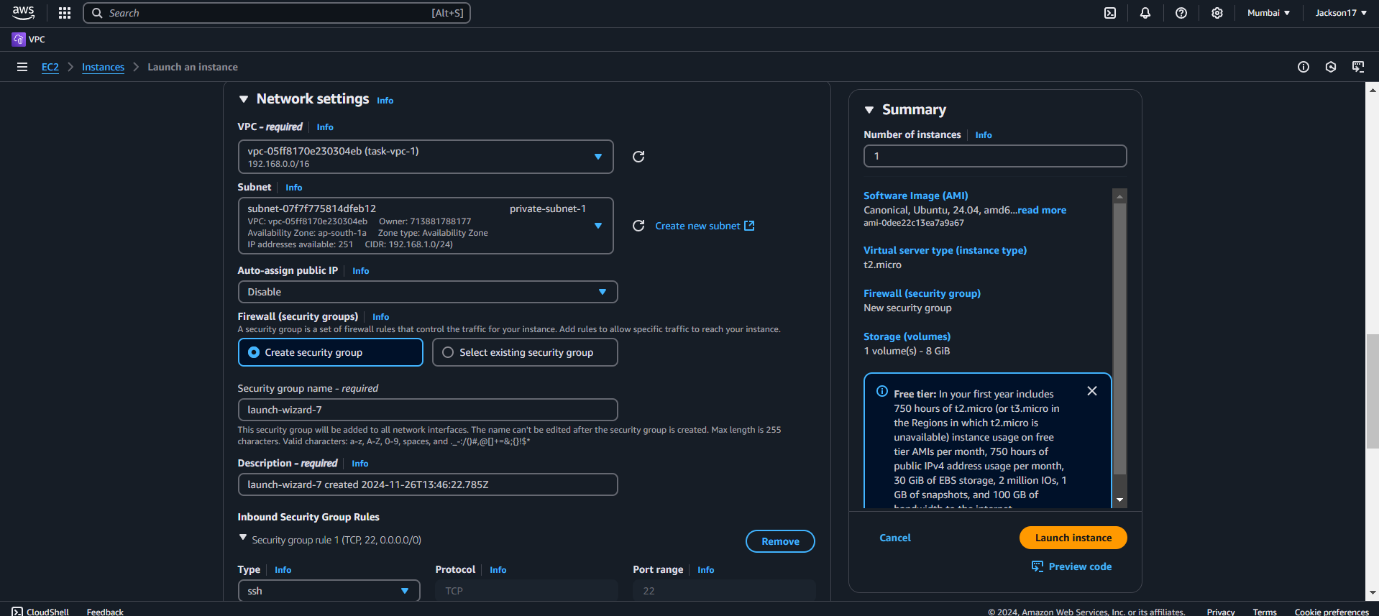 aws
Search [Alt+S]
Mumbai
Jackson17
VPC
EC2 Instances Launch an instance
Network settings Info
VPC - required Info
vpc-05ff8170e230304eb (task-vpc-1)
192.168.0.0/16
Subnet Info
subnet-07f7f775814dfeb12 private-subnet-1
VPC: vpc-05ff8170e230304eb Owner: 713881788177
Availability Zone: ap-south-1a Zone type: Availability Zone
IP addresses available: 251 CIDR: 192.168.1.0/24)
Create new subnet
Auto-assign public IP Info
Disable
Firewall (security groups) Info
A security group is a set of firewall rules that control the traffic for your instance. Add rules to allow specific traffic to reach your instance.
Create security group
Select existing security group
Security group name - required
launch-wizard-7
This security group will be added to all network interfaces. The name can't be edited after the security group is created. Max length is 255
characters. Valid characters: a-z, A-Z, 0-9, spaces, and ._-:/()#,@[]+=&;{}!$*
Description - required Info
launch-wizard-7 created 2024-11-26T13:46:22.785Z
Inbound Security Group Rules
Security group rule 1 (TCP, 22, 0.0.0.0/0)
Remove
Type Info
Protocol Info
Port range Info
ssh
TCP
22
Summary
Number of instances Info
1
Software Image (AMI)
Canonical, Ubuntu, 24.04, amd6...read more
ami-0dee22c13ea7a9a67
Virtual server type (instance type)
t2.micro
Firewall (security group)
New security group
Storage (volumes)
1 volume(s) - 8 GiB
Free tier: In your first year includes
750 hours of t2.micro (or t3.micro in
the Regions in which t2.micro is
unavailable) instance usage on free
tier AMIs per month, 750 hours of
public IPv4 address usage per month,
30 GiB of EBS storage, 2 million IOs, 1
GB of snapshots, and 100 GB of
bandwidth to the internet.
Cancel
Launch instance
Preview code
CloudShell Feedback
© 2024, Amazon Web Services, Inc. or its affiliates. Privacy Terms Cookie preferences